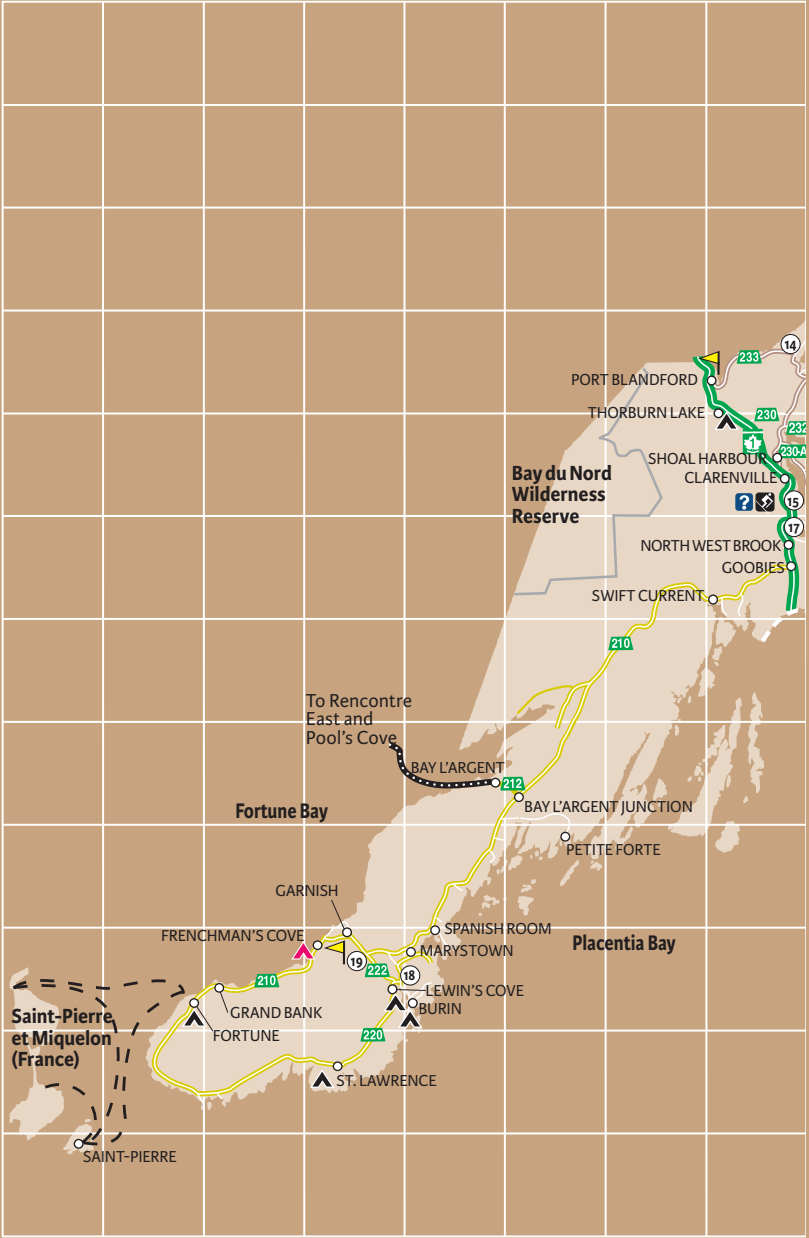 14
233
PORT BLANDFORD
THORBURN LAKE
230
232
1
230-A
SHOAL HARBOUR
CLARENVILLE
Bay du Nord
Wilderness
Reserve
?
15
17
NORTH WEST BROOK
GOOBIES
SWIFT CURRENT
210
To Rencontre
East and
Pool's Cove
BAY L'ARGENT
212
BAY L'ARGENT JUNCTION
Fortune Bay
PETITE FORTE
GARNISH
SPANISH ROOM
FRENCHMAN'S COVE
MARYSTOWN
Placentia Bay
19
222
18
210
LEWIN'S COVE
BURIN
GRAND BANK
Saint-Pierre
et Miquelon
(France)
FORTUNE
220
ST. LAWRENCE
SAINT-PIERRE